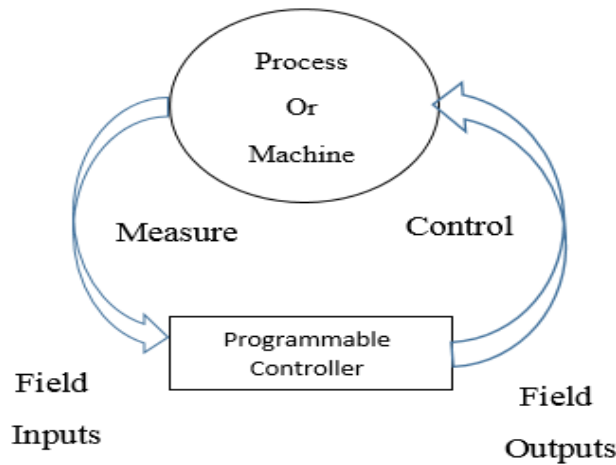 Process
Or
Machine
Measure
Control
Programmable
Controller
Field
Inputs
Field
Outputs